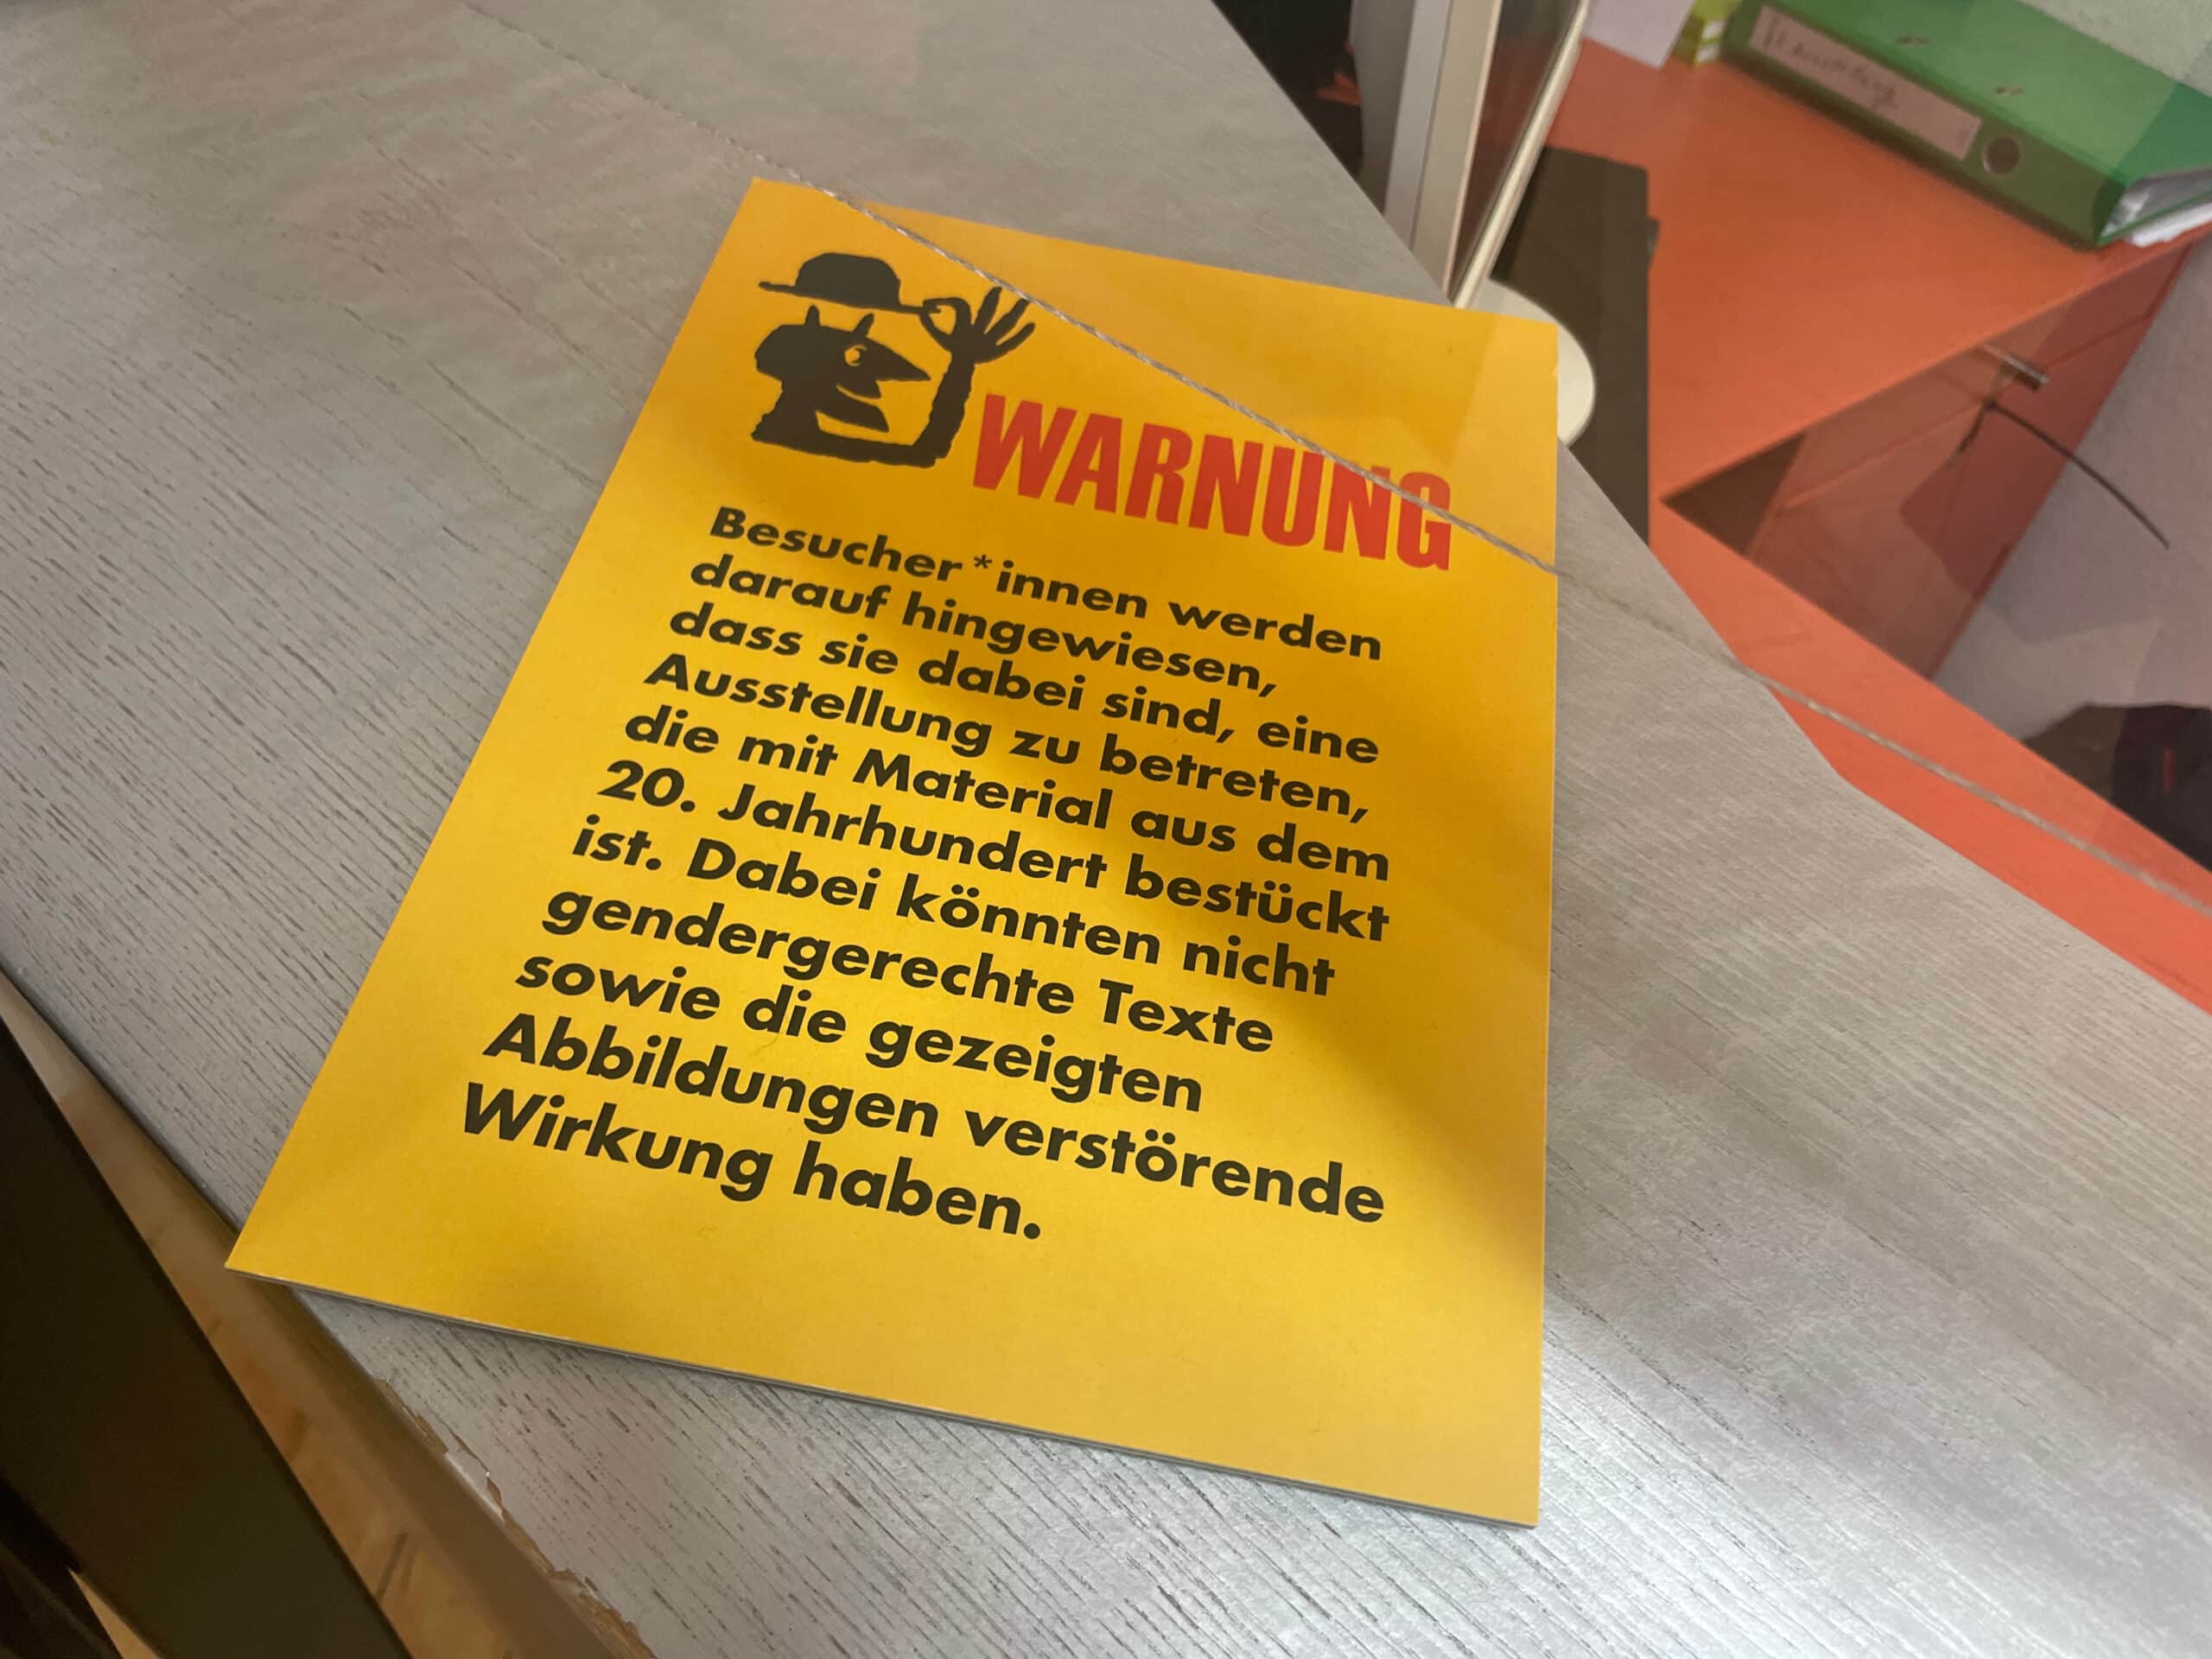 WARNUNG
Besucher*innen werden
darauf hingewiesen,
dass sie dabei sind, eine
Ausstellung zu betreten,
die mit Material aus dem
20. Jahrhundert bestückt
ist. Dabei könnten nicht
gendergerechte Texte
sowie die gezeigten
Abbildungen verstörende
Wirkung haben.